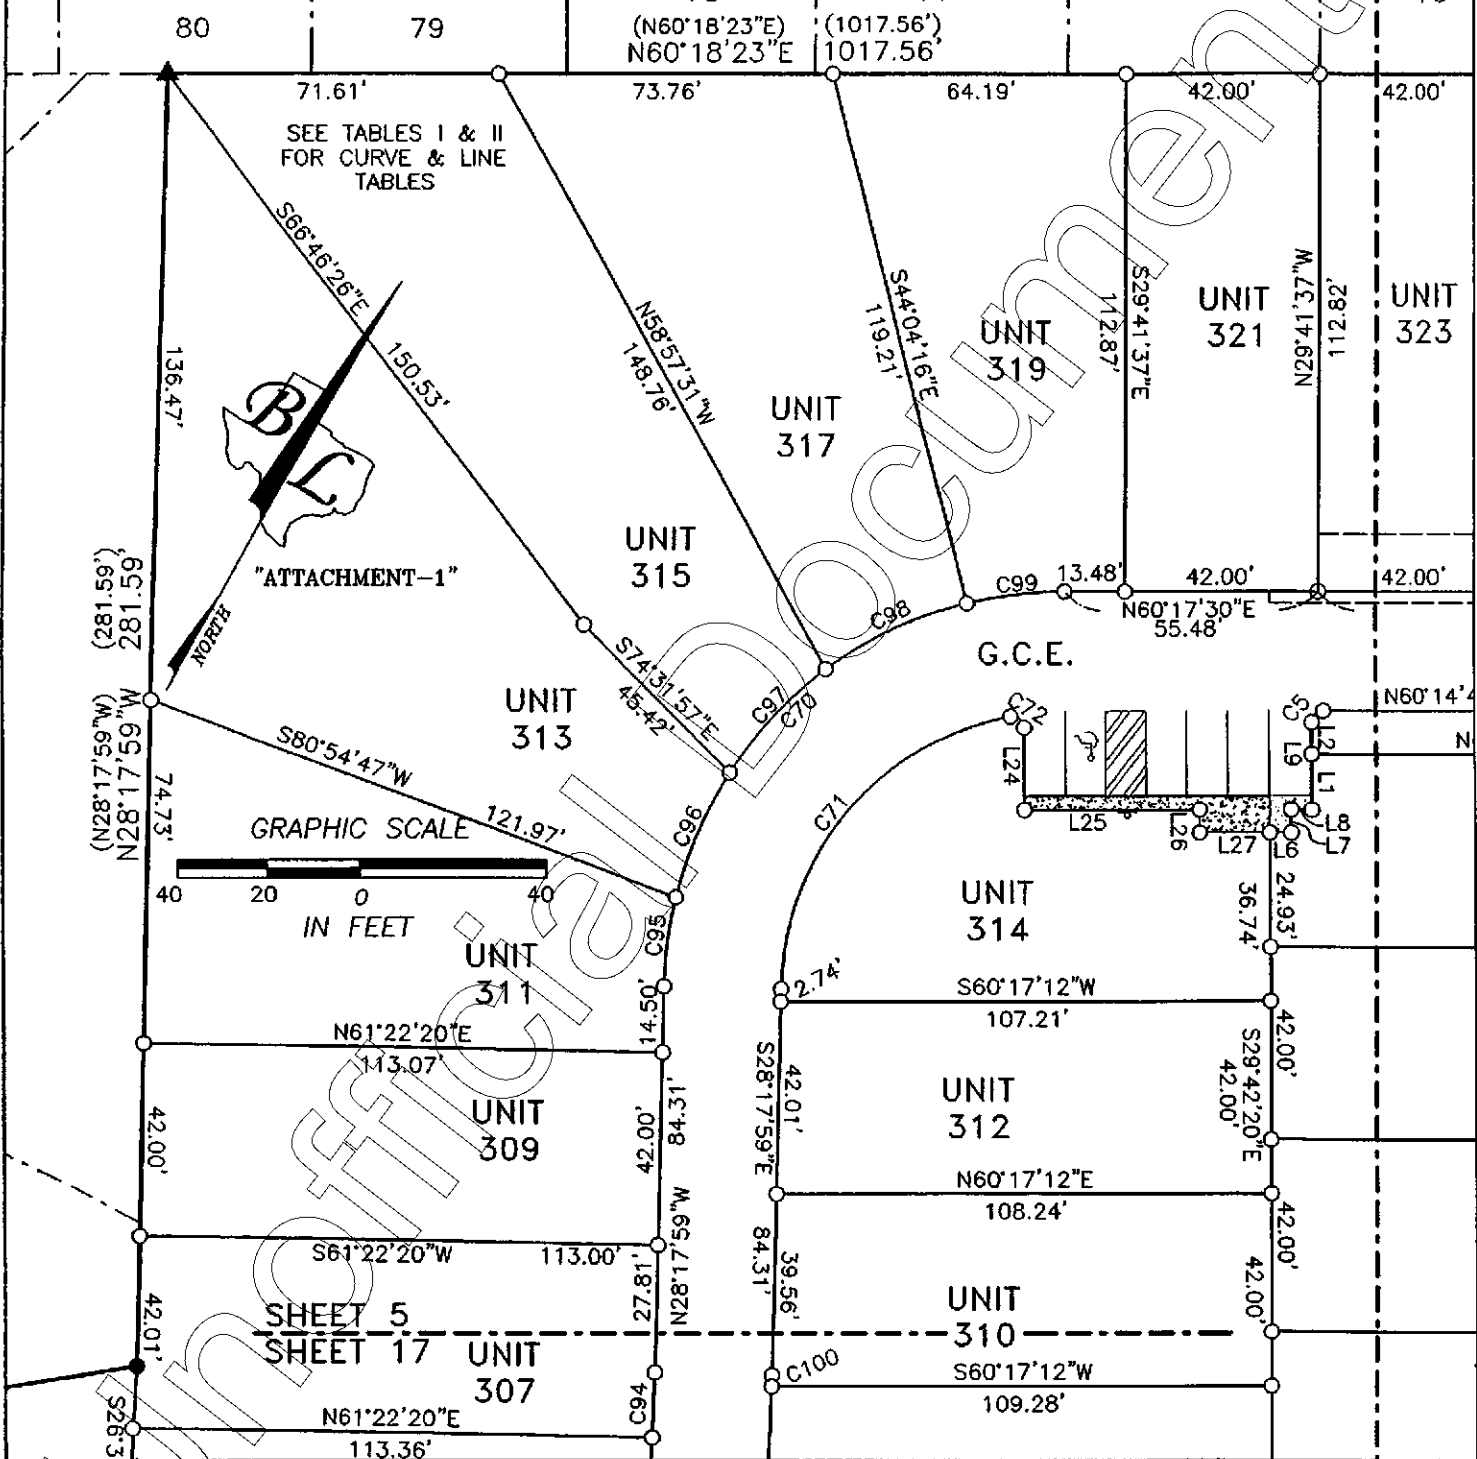 80
79
(N60°18'23"E)
(1017.56')
N60°18'23"E
1017.56'
71.61'
73.76'
64.19'
42.00'
42.00'
SEE TABLES I & II
FOR CURVE & LINE
TABLES
S66°46'26"E
150.53'
136.47'
N58°57'31"W
148.76'
S44°04'16"E
119.21'
S29°41'37"E
112.87'
N29°41'37"W
112.82'
UNIT
321
UNIT
323
UNIT
319
UNIT
317
UNIT
315
B
L
"ATTACHMENT-1"
NORTH
(281.59')
281.59'
(N28°17'59"W)
N28°17'59"W
C99
13.48'
42.00'
42.00'
N60°17'30"E
55.48'
C98
G.C.E.
S74°31'57"E
45.42'
C97
C70
UNIT
313
S80°54'47"W
121.97'
74.73'
C72
C5
N60°14'4
L2
L9
N
L24
L1
C71
L25
L26
L27
L6
L8
L7
C96
GRAPHIC SCALE
40
20
0
40
IN FEET
UNIT
314
24.93'
36.74'
C95
UNIT
311
2.74'
14.50'
S60°17'12"W
107.21'
N61°22'20"E
113.07'
42.00'
S29°42'20"E
42.00'
S28°17'59"E
42.01'
UNIT
312
UNIT
309
42.00'
42.00'
84.31'
N60°17'12"E
108.24'
S61°22'20"W
113.00'
N28°17'59"W
27.81'
84.31'
39.56'
42.00'
42.00'
UNIT
310
42.01'
SHEET 5
SHEET 17
UNIT
307
C100
S60°17'12"W
109.28'
C94
S26°3
N61°22'20"E
113.36'
Unofficial Document